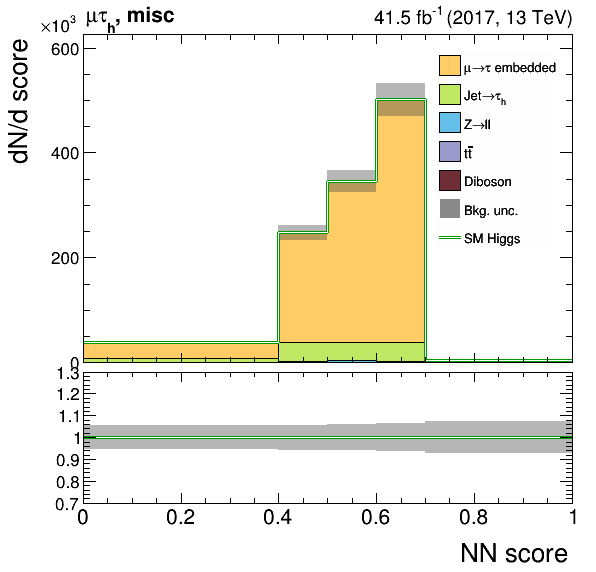 ×10³ μτh, misc 41.5 fb⁻¹ (2017, 13 TeV)
dN/d score
600
400
200
0
μ→τ embedded
Jet→τh
Z→ll
tt̄
Diboson
Bkg. unc.
SM Higgs
1.3
1.2
1.1
1
0.9
0.8
0.7
0 0.2 0.4 0.6 0.8 1
NN score